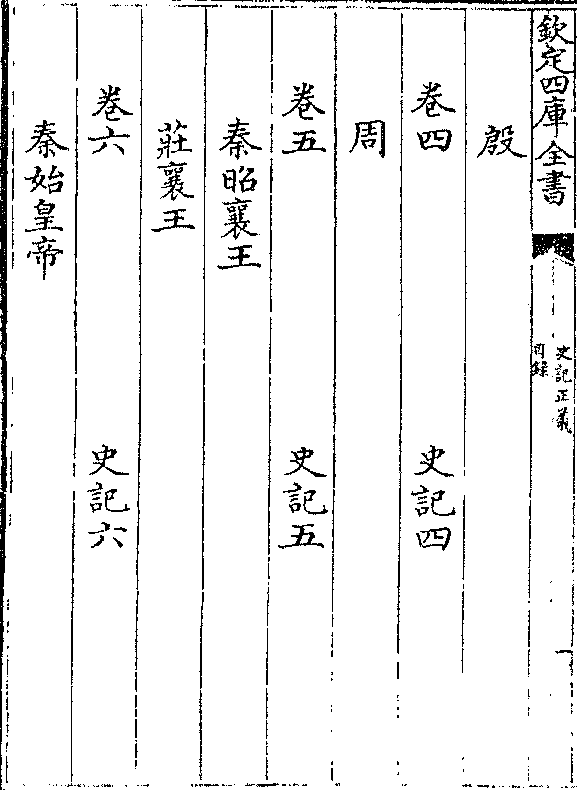 欽定四庫全書
史記正義
目錄
一
殷
卷四 史記四
周
卷五 史記五
秦昭襄王
莊襄王
卷六 史記六
秦始皇帝